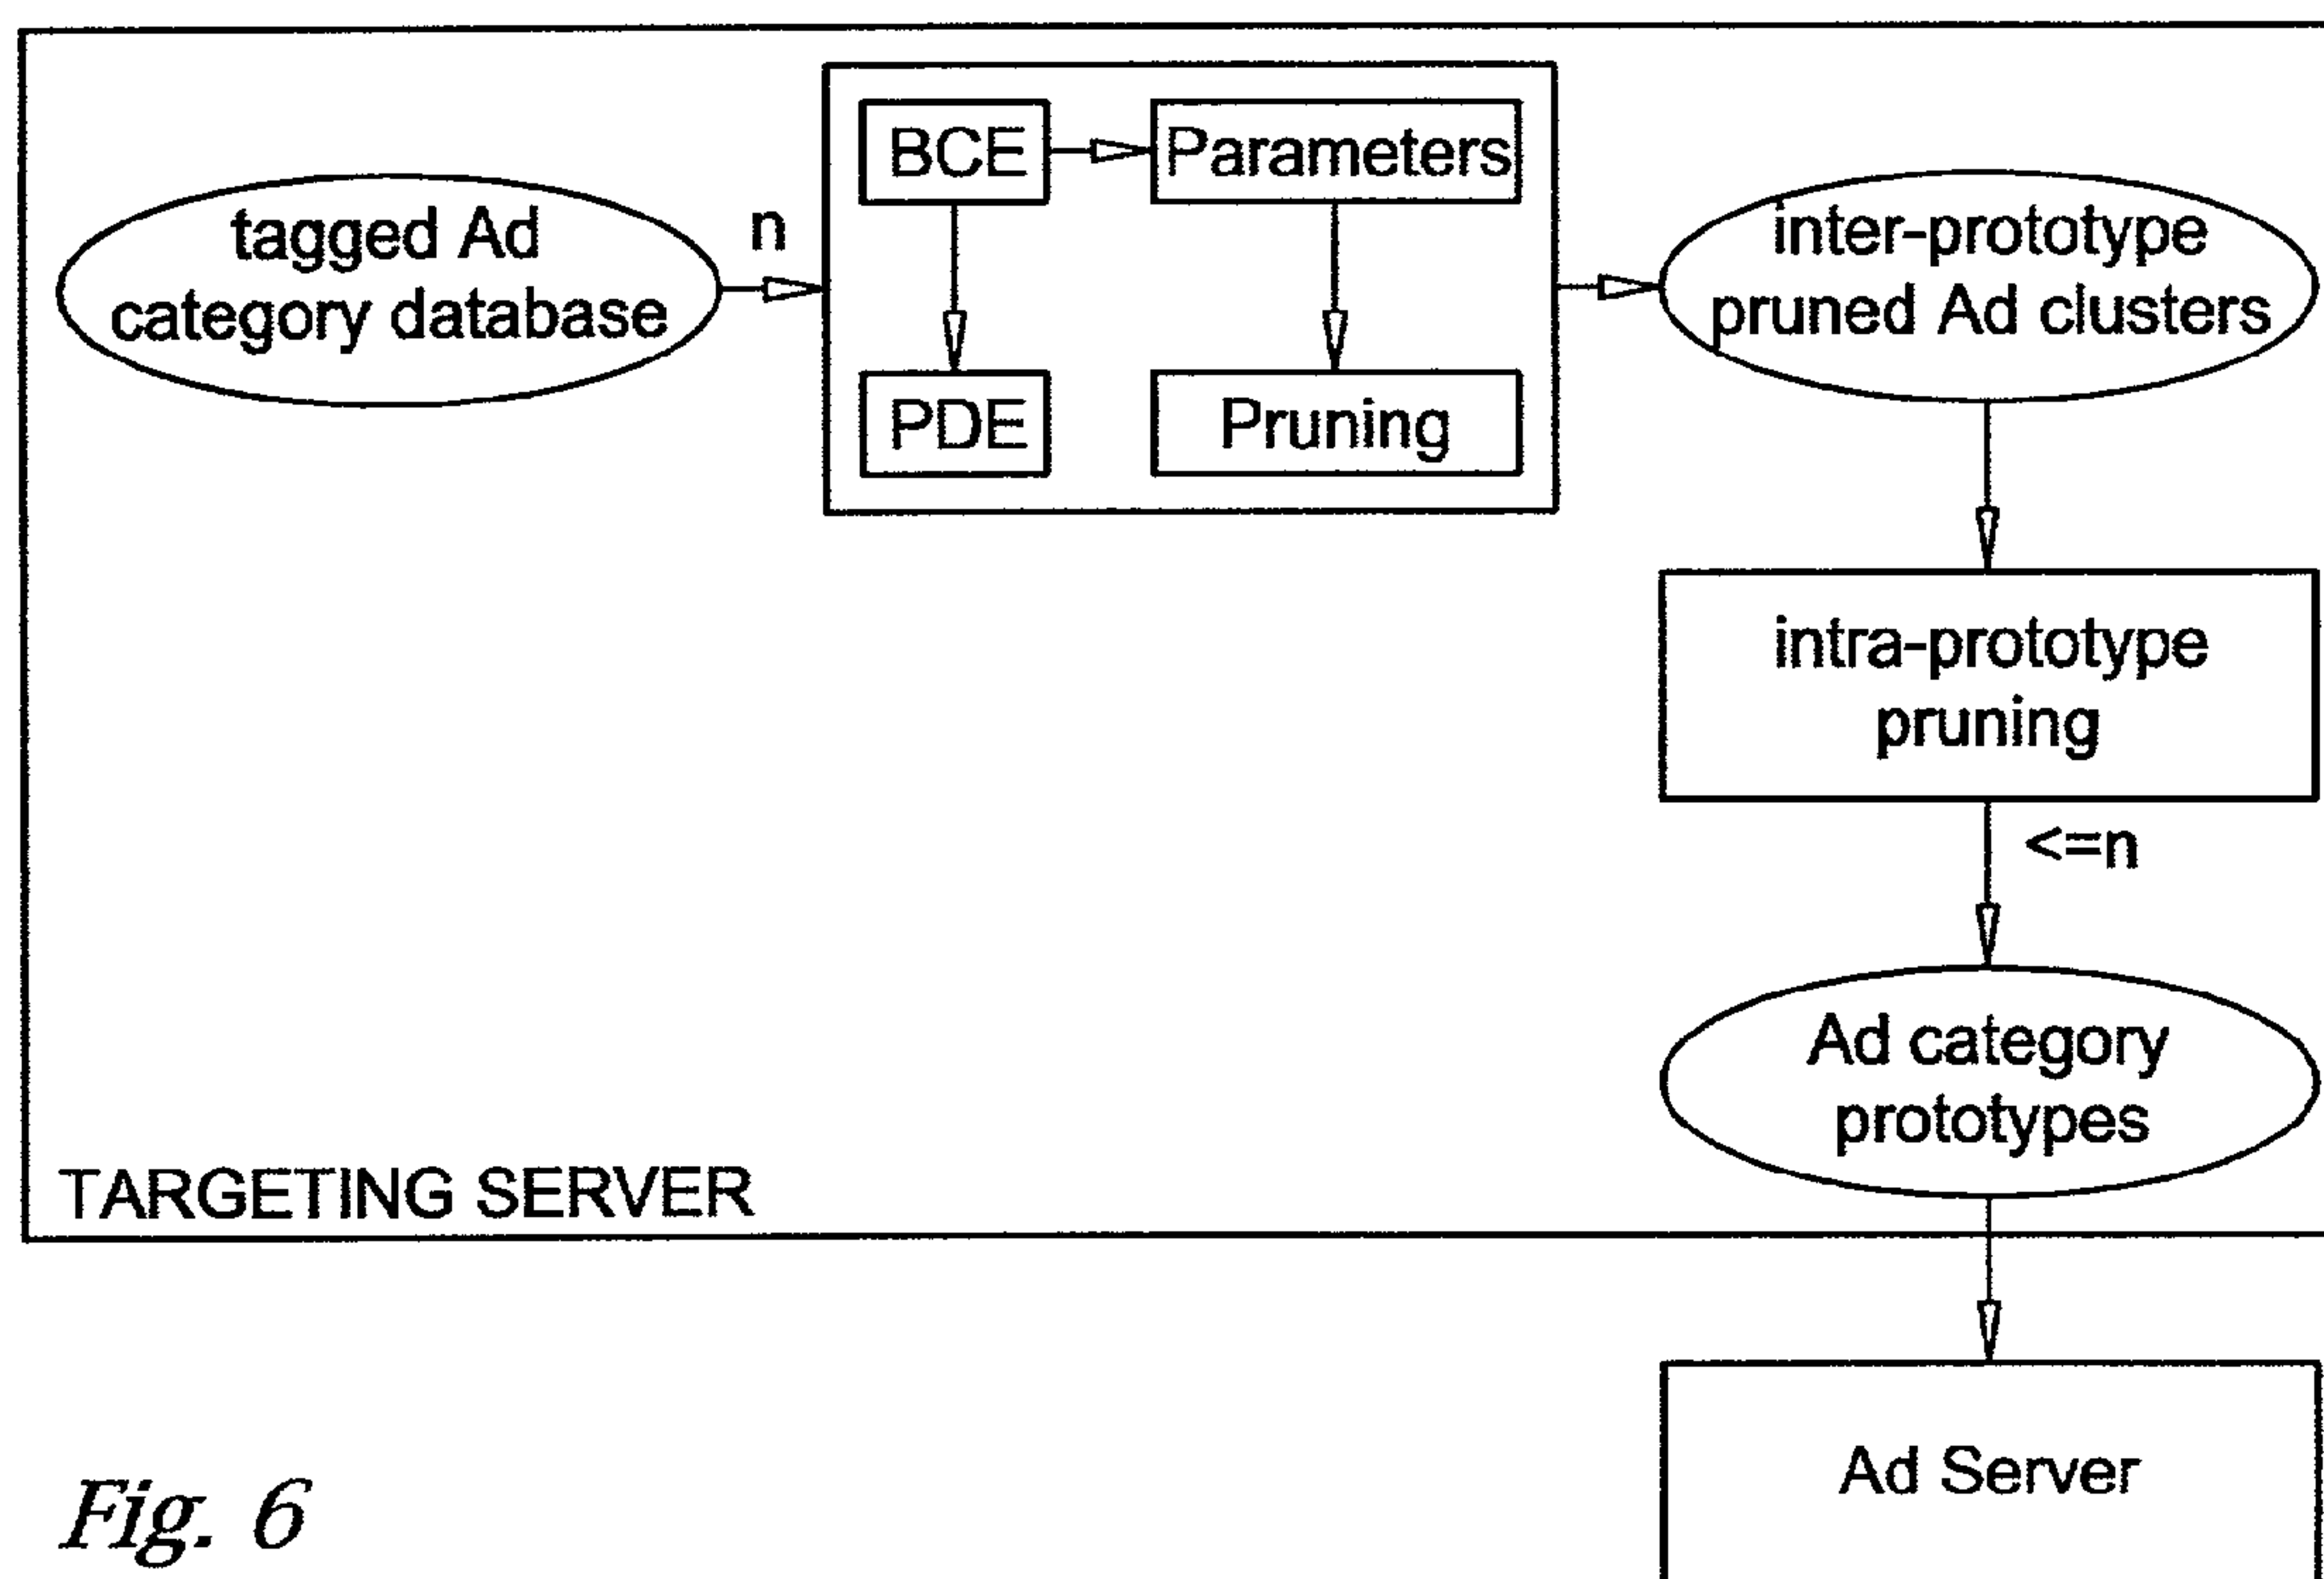 BCE
Parameters
tagged Ad
category database
n
PDE
Pruning
inter-prototype
pruned Ad clusters
intra-prototype
pruning
<=n
Ad category
prototypes
TARGETING SERVER
Ad Server
Fig. 6